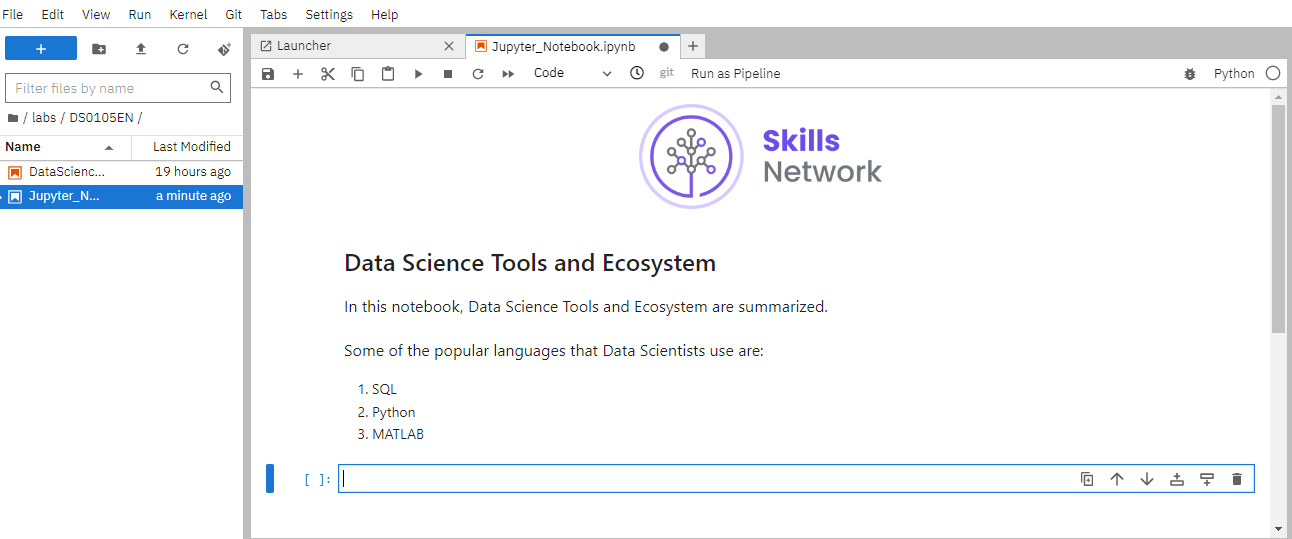 File Edit View Run Kernel Git Tabs Settings Help
+
Filter files by name
/ labs / DS0105EN /
Name Last Modified
DataScienc... 19 hours ago
Jupyter_N... a minute ago
Launcher Jupyter_Notebook.ipynb
Code git Run as Pipeline Python
Skills
Network
Data Science Tools and Ecosystem
In this notebook, Data Science Tools and Ecosystem are summarized.
Some of the popular languages that Data Scientists use are:
1. SQL
2. Python
3. MATLAB
[ ]: